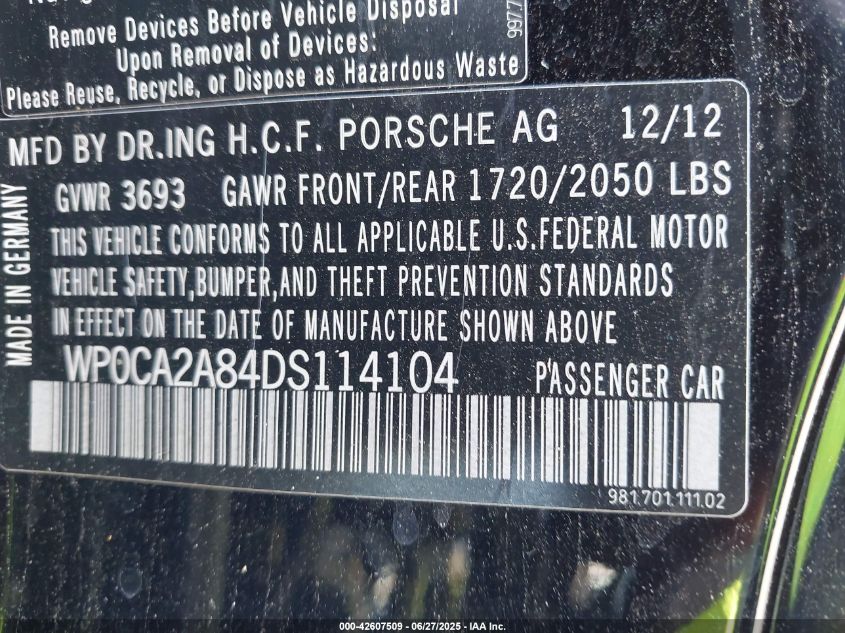 Remove Devices Before Vehicle Disposal
Upon Removal of Devices:
Please Reuse, Recycle, or Dispose as Hazardous Waste
9977
MFD BY DR.ING H.C.F. PORSCHE AG 12/12
GVWR 3693 GAWR FRONT/REAR 1720/2050 LBS
THIS VEHICLE CONFORMS TO ALL APPLICABLE U.S.FEDERAL MOTOR
VEHICLE SAFETY,BUMPER,AND THEFT PREVENTION STANDARDS
IN EFFECT ON THE DATE OF MANUFACTURE SHOWN ABOVE
MADE IN GERMANY
WP0CA2A84DS114104 PASSENGER CAR
981.701.111.02
000-42607509 - 06/27/2025 - IAA Inc.